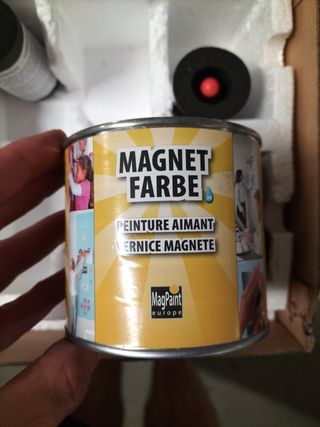 MAGNET
FARBE
PEINTURE AIMANT
VERNICE MAGNETE
MagPaint
europe